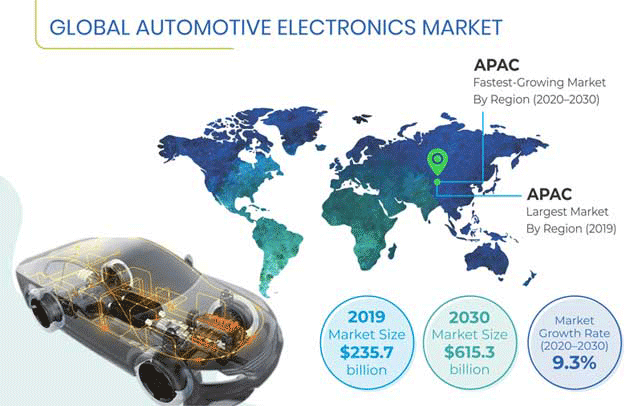 GLOBAL AUTOMOTIVE ELECTRONICS MARKET
APAC
Fastest-Growing Market
By Region (2020–2030)
APAC
Largest Market
By Region (2019)
2019
Market Size
$235.7
billion
2030
Market Size
$615.3
billion
Market
Growth Rate
(2020–2030)
9.3%